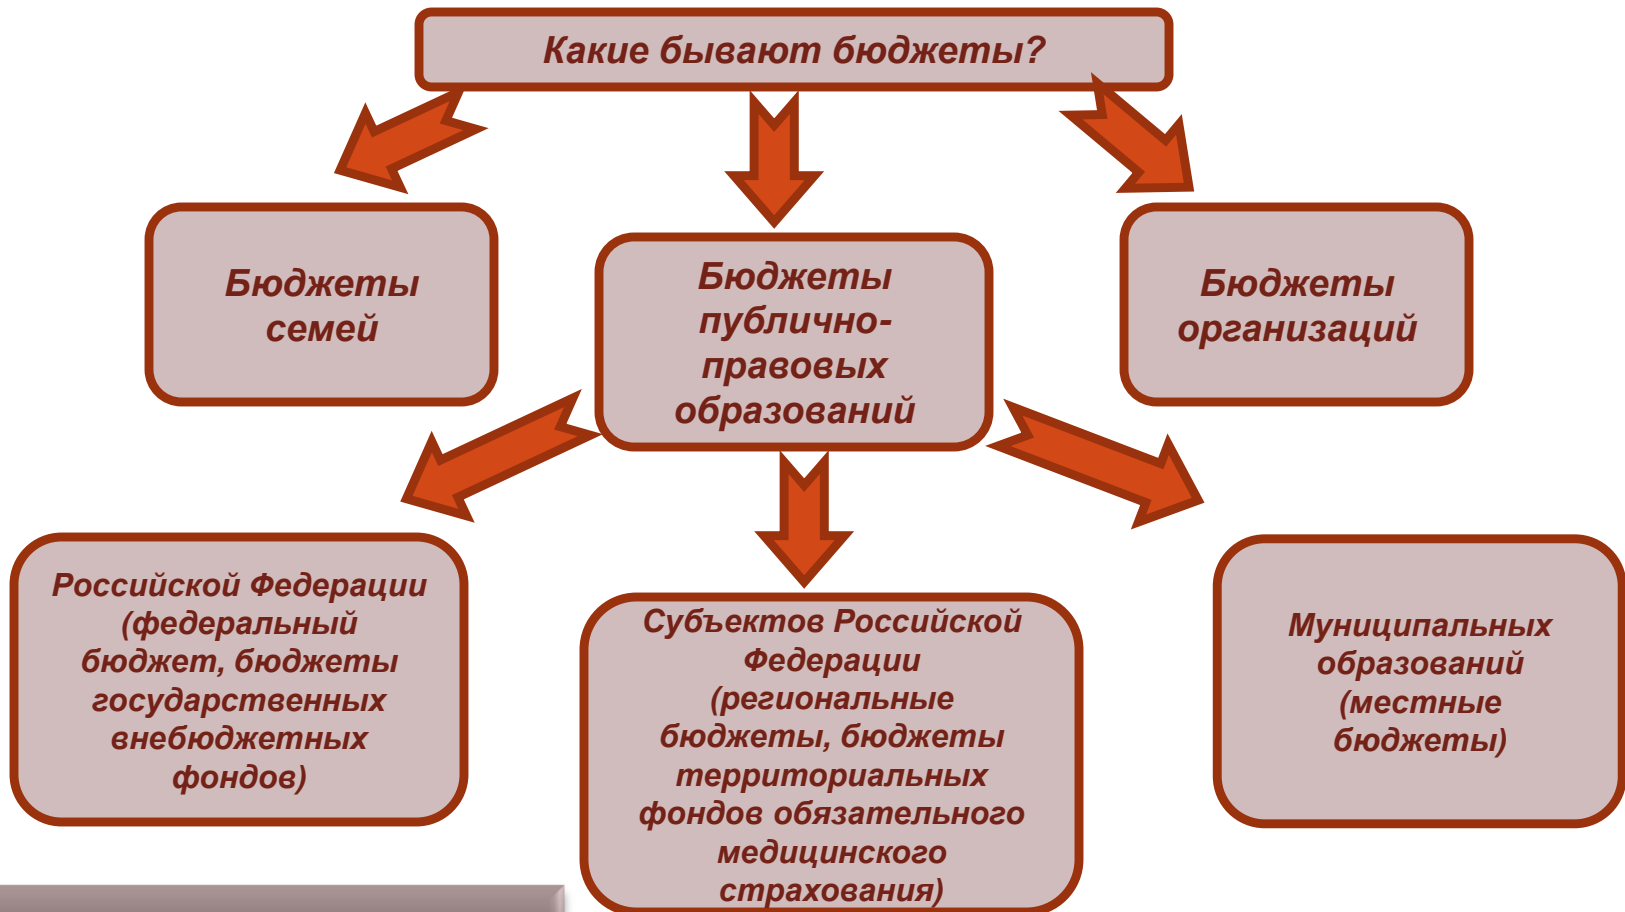 Какие бывают бюджеты?
Бюджеты
семей
Бюджеты
публично-
правовых
образований
Бюджеты
организаций
Российской Федерации
(федеральный
бюджет, бюджеты
государственных
внебюджетных
фондов)
Субъектов Российской
Федерации
(региональные
бюджеты, бюджеты
территориальных
фондов обязательного
медицинского
страхования)
Муниципальных
образований
(местные
бюджеты)